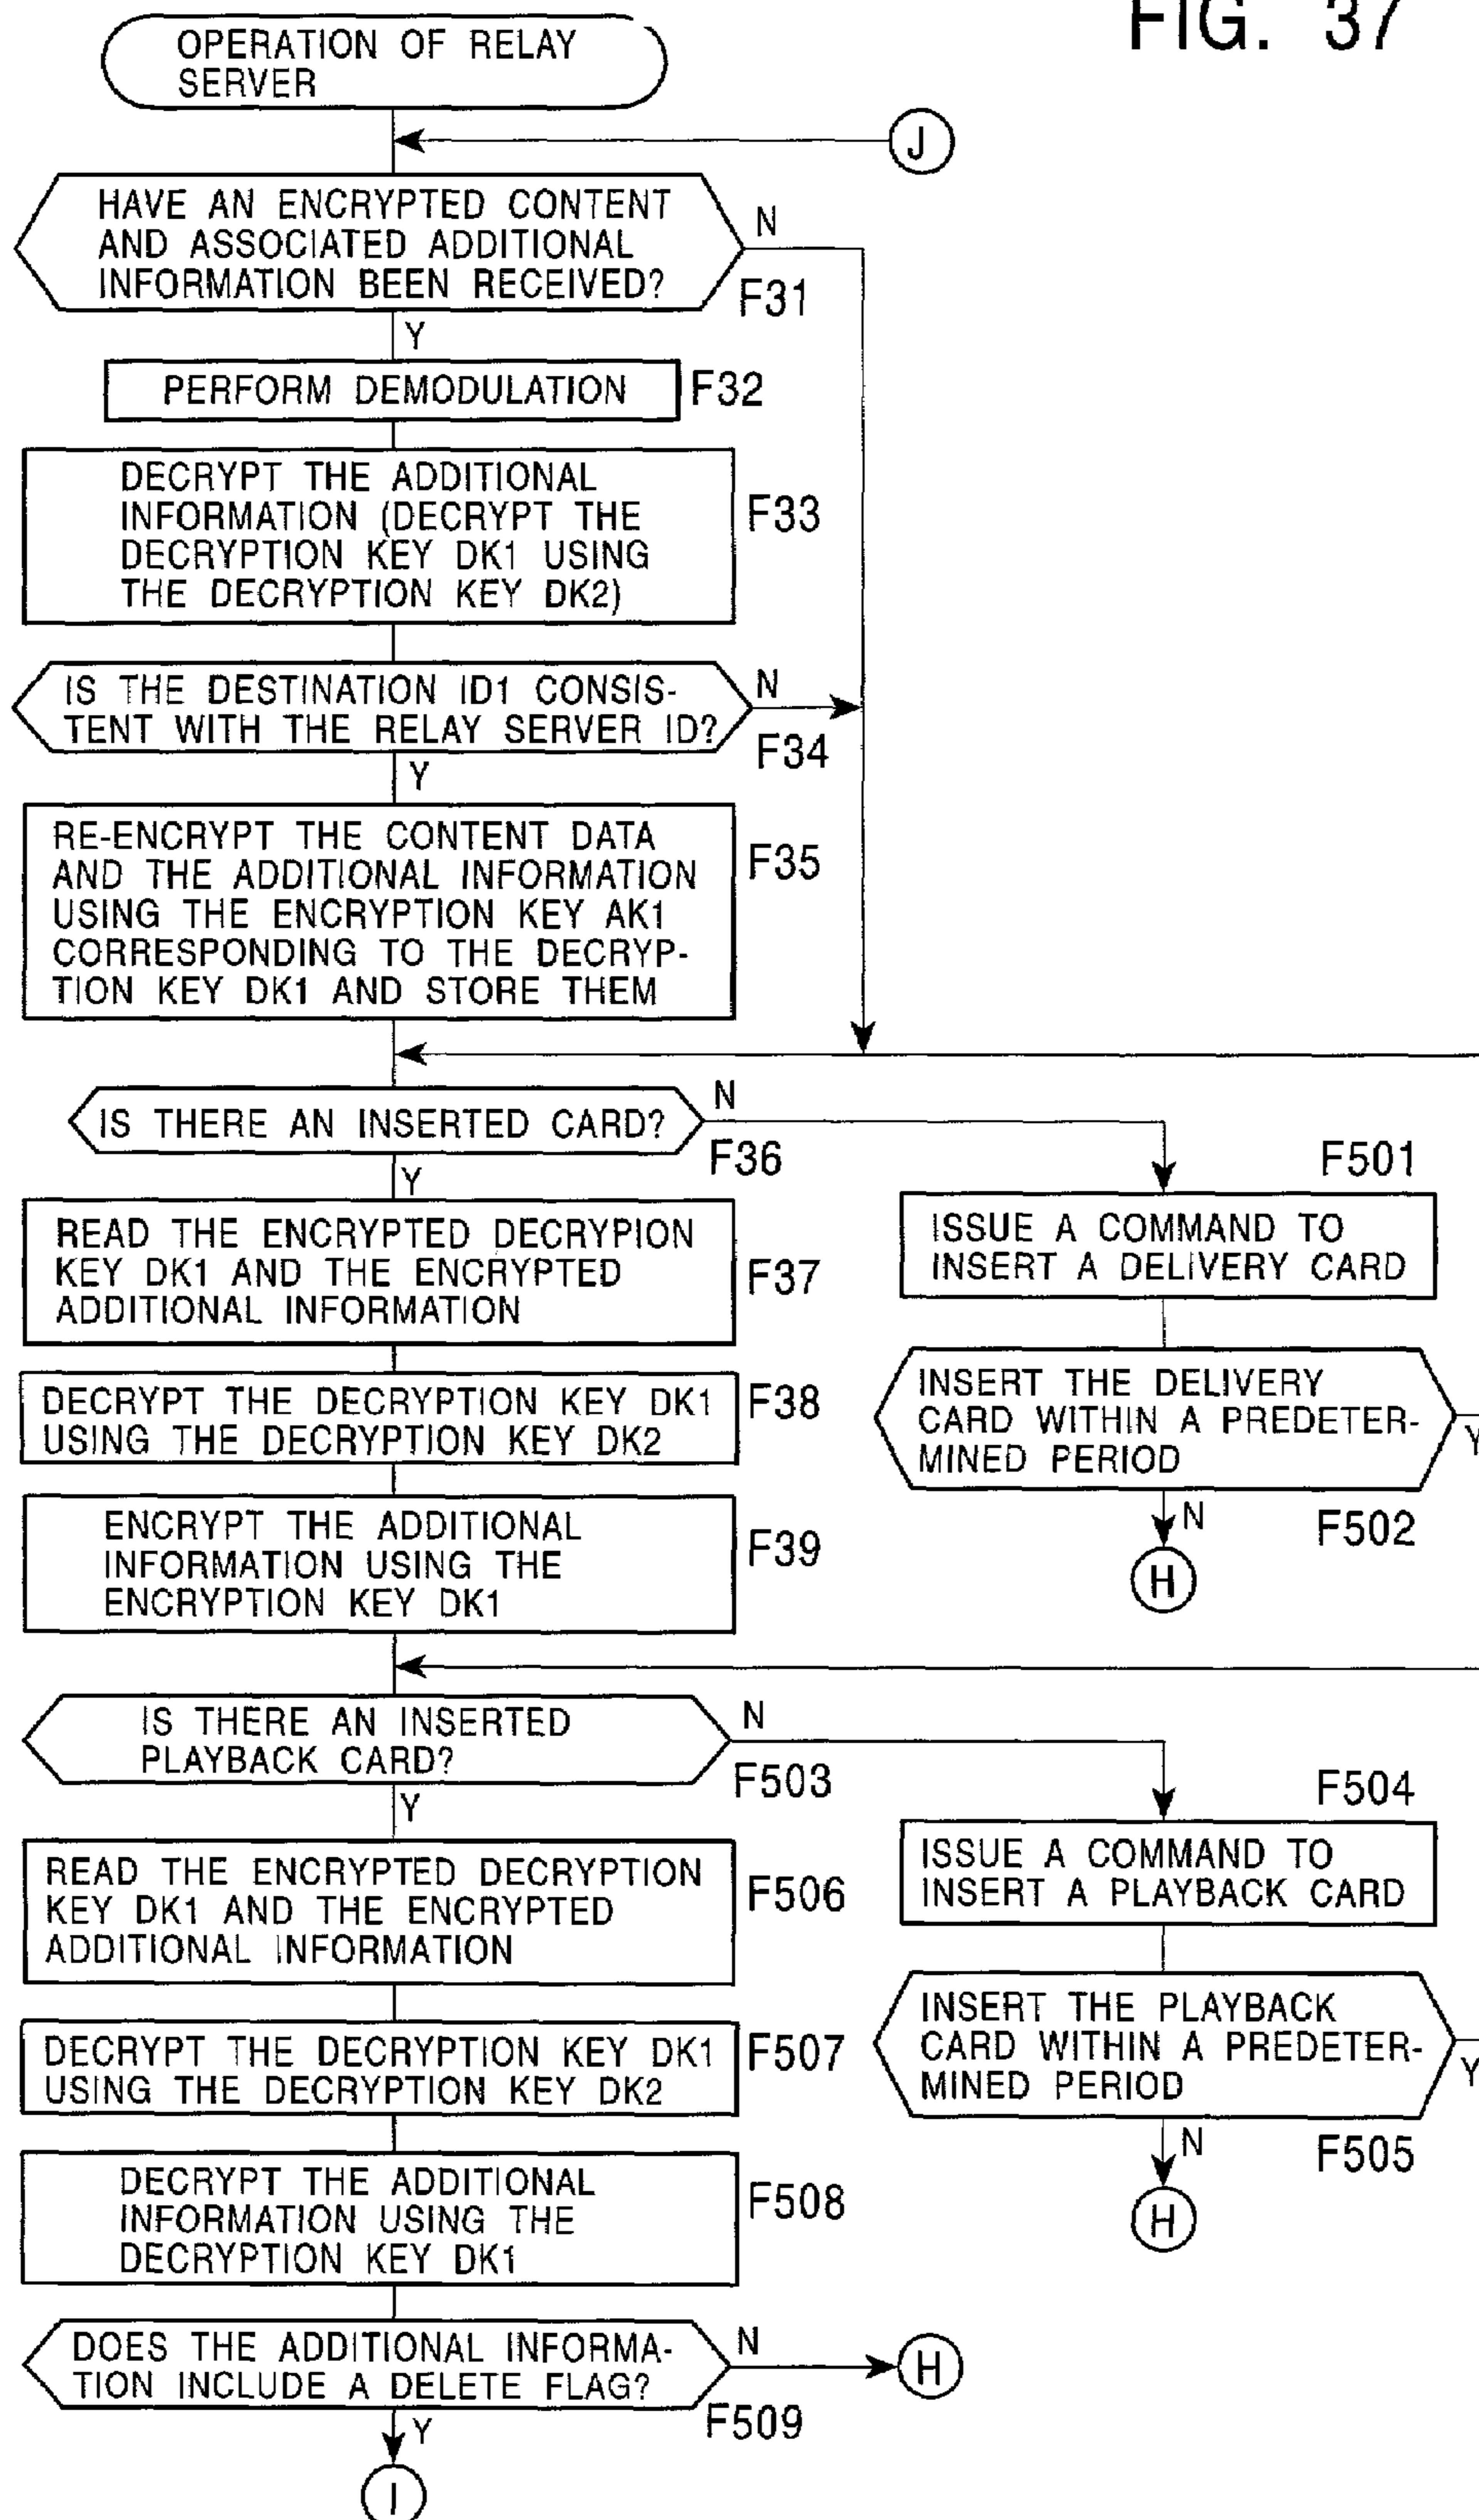 FIG. 37
OPERATION OF RELAY
SERVER
J
HAVE AN ENCRYPTED CONTENT
AND ASSOCIATED ADDITIONAL
INFORMATION BEEN RECEIVED?
N
F31
Y
PERFORM DEMODULATION
F32
DECRYPT THE ADDITIONAL
INFORMATION (DECRYPT THE
DECRYPTION KEY DK1 USING
THE DECRYPTION KEY DK2)
F33
IS THE DESTINATION ID1 CONSIS-
TENT WITH THE RELAY SERVER ID?
N
F34
Y
RE-ENCRYPT THE CONTENT DATA
AND THE ADDITIONAL INFORMATION
USING THE ENCRYPTION KEY AK1
CORRESPONDING TO THE DECRYP-
TION KEY DK1 AND STORE THEM
F35
IS THERE AN INSERTED CARD?
N
F36
Y
F501
ISSUE A COMMAND TO
INSERT A DELIVERY CARD
READ THE ENCRYPTED DECRYPION
KEY DK1 AND THE ENCRYPTED
ADDITIONAL INFORMATION
F37
INSERT THE DELIVERY
CARD WITHIN A PREDETER-
MINED PERIOD
Y
N
F502
H
DECRYPT THE DECRYPTION KEY DK1
USING THE DECRYPTION KEY DK2
F38
ENCRYPT THE ADDITIONAL
INFORMATION USING THE
ENCRYPTION KEY DK1
F39
IS THERE AN INSERTED
PLAYBACK CARD?
N
F503
Y
F504
ISSUE A COMMAND TO
INSERT A PLAYBACK CARD
READ THE ENCRYPTED DECRYPTION
KEY DK1 AND THE ENCRYPTED
ADDITIONAL INFORMATION
F506
INSERT THE PLAYBACK
CARD WITHIN A PREDETER-
MINED PERIOD
Y
N
F505
H
DECRYPT THE DECRYPTION KEY DK1
USING THE DECRYPTION KEY DK2
F507
DECRYPT THE ADDITIONAL
INFORMATION USING THE
DECRYPTION KEY DK1
F508
DOES THE ADDITIONAL INFORMA-
TION INCLUDE A DELETE FLAG?
N
H
F509
Y
I